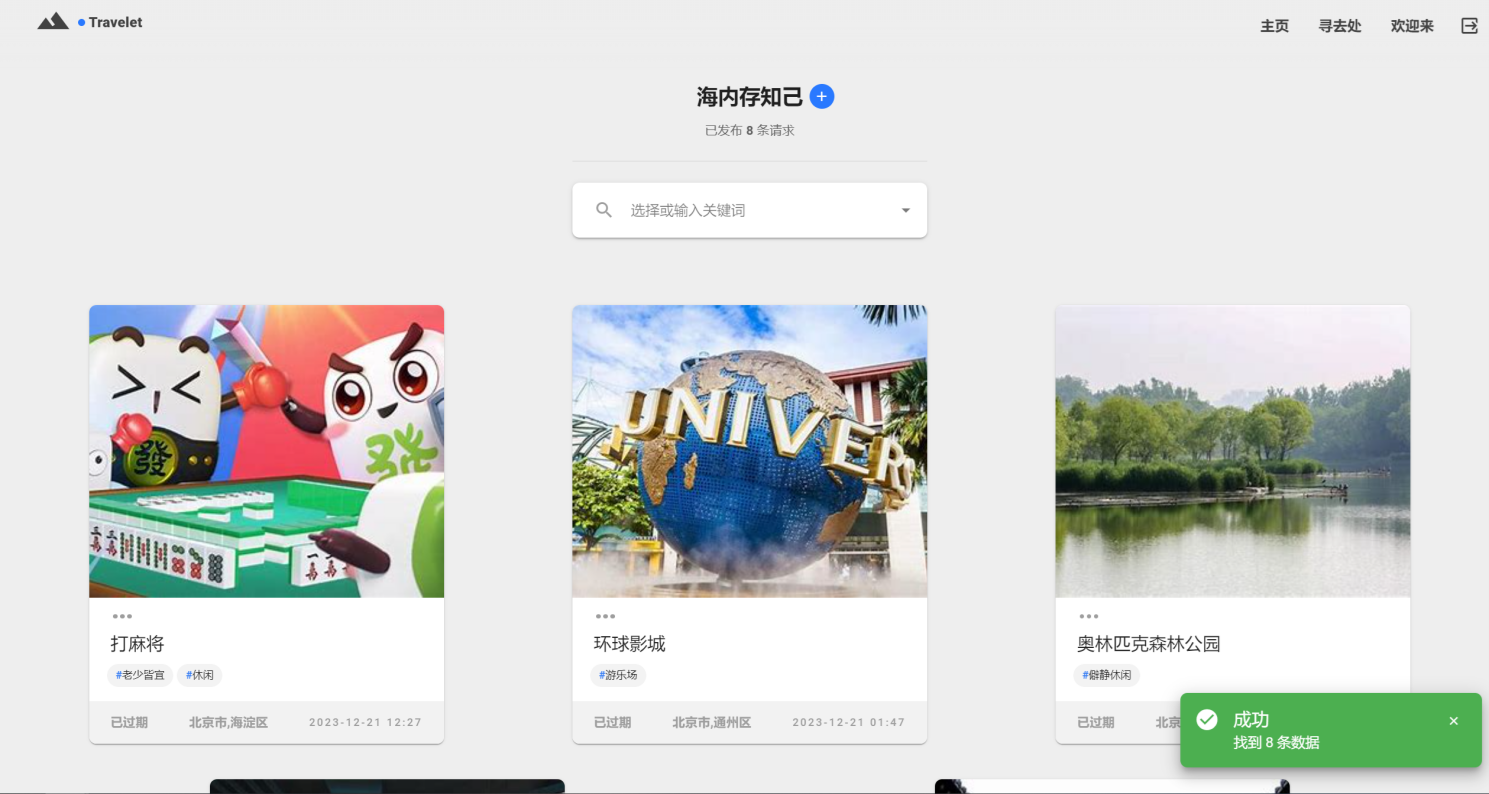 Travelet
主页 寻去处 欢迎来
海内存知己
已发布 8 条请求
选择或输入关键词
發
發
UNIVER
打麻将
#老少皆宜 #休闲
已过期 北京市,海淀区 2023-12-21 12:27
环球影城
#游乐场
已过期 北京市,通州区 2023-12-21 01:47
奥林匹克森林公园
#僻静休闲
已过期 北京
成功
找到 8 条数据